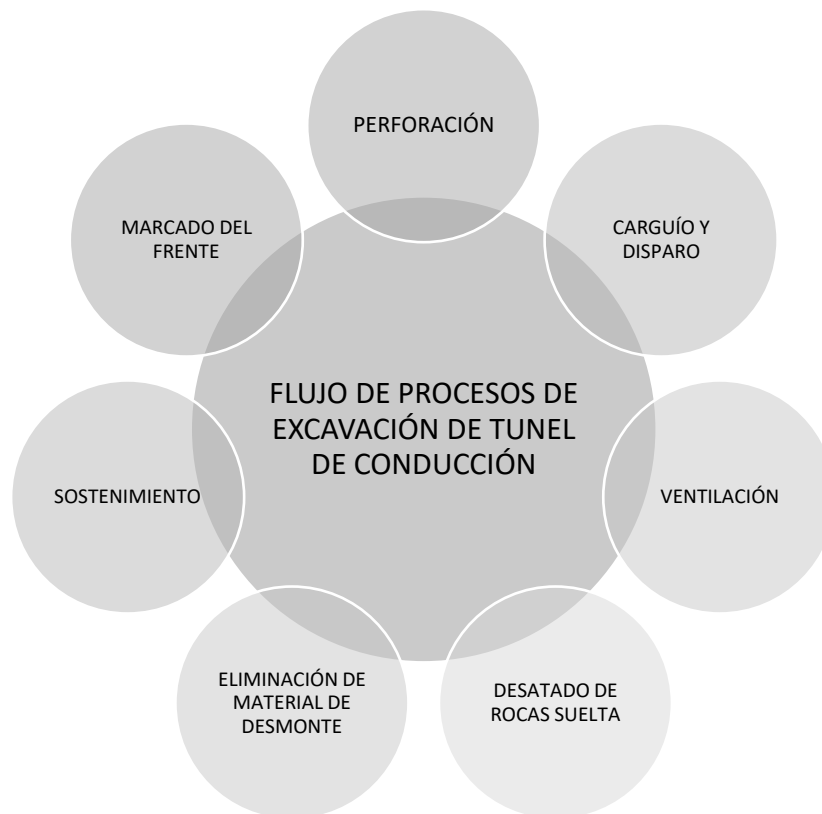 PERFORACIÓN
CARGUÍO Y
DISPARO
VENTILACIÓN
DESATADO DE
ROCAS SUELTA
ELIMINACIÓN DE
MATERIAL DE
DESMONTE
SOSTENIMIENTO
MARCADO DEL
FRENTE
FLUJO DE PROCESOS DE
EXCAVACIÓN DE TUNEL
DE CONDUCCIÓN